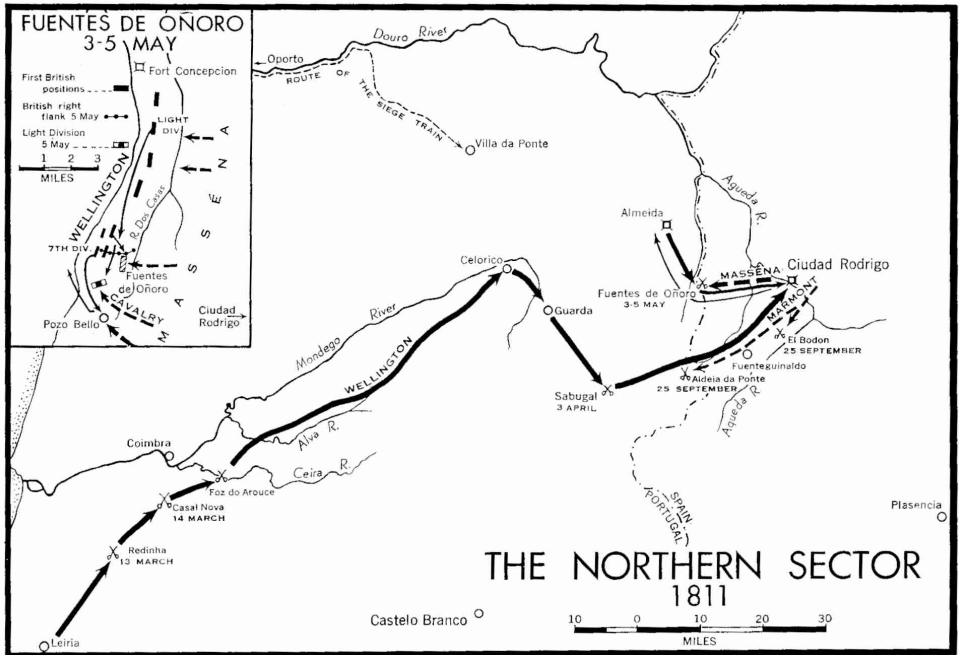 FUENTES DE OÑORO
3-5 MAY
Fort Concepcion
First British
positions
British right
flank 5 May
Light Division
5 May
1 2 3
MILES
LIGHT
DIV.
WELLINGTON
R. Dos Casas
MASSÉNA
7TH DIV.
Fuentes
de Oñoro
CAVALRY
Pozo Bello
Ciudad
Rodrigo
Oporto
Douro River
ROUTE OF THE SIEGE TRAIN
Villa da Ponte
Agueda R.
Almeida
MASSENA
Ciudad Rodrigo
Fuentes de Oñoro
3-5 MAY
MARMONT
El Bodon
25 SEPTEMBER
Fuenteguinaldo
Aldeia da Ponte
25 SEPTEMBER
Agueda R.
Celorico
Guarda
Mondego River
WELLINGTON
Sabugal
3 APRIL
Alva R.
Coimbra
Ceira R.
Foz do Arouce
Casal Nova
14 MARCH
Redinha
13 MARCH
Leiria
SPAIN
PORTUGAL
Plasencia
THE NORTHERN SECTOR
1811
Castelo Branco
10 0 10 20 30
MILES